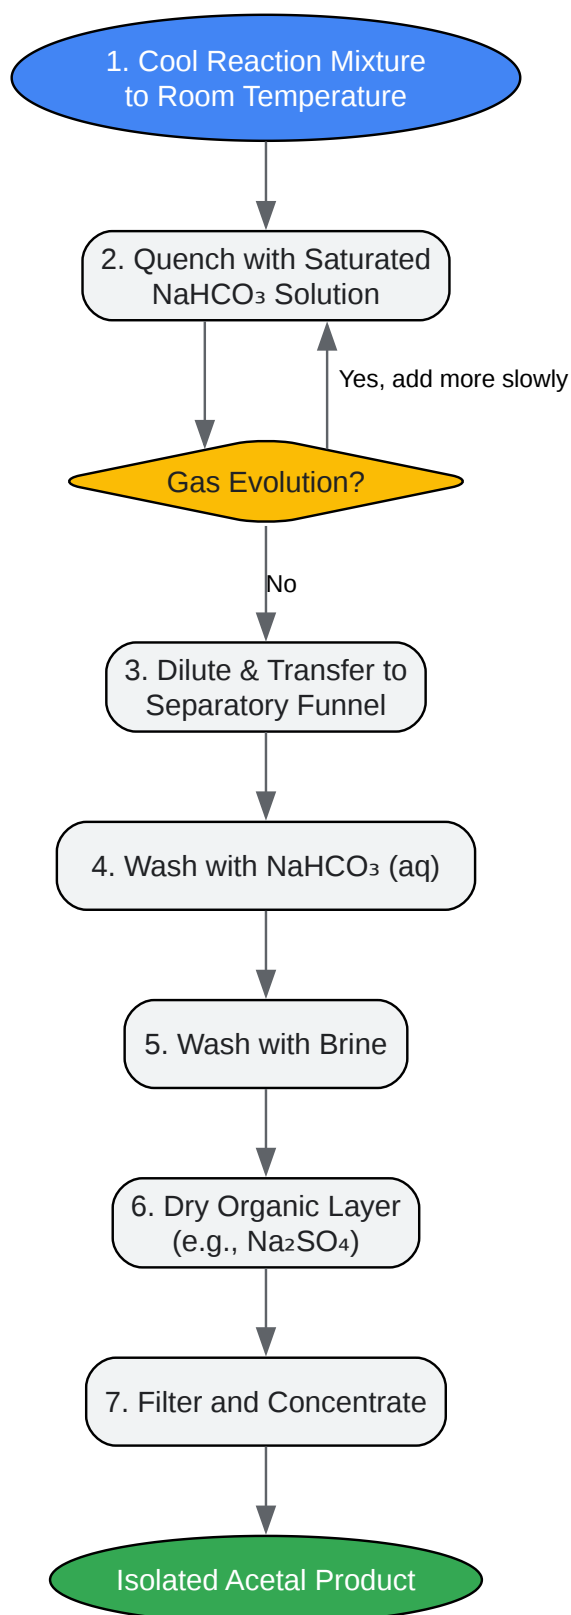 1. Cool Reaction Mixture
to Room Temperature
2. Quench with Saturated
NaHCO₃ Solution
Yes, add more slowly
Gas Evolution?
No
3. Dilute & Transfer to
Separatory Funnel
4. Wash with NaHCO₃ (aq)
5. Wash with Brine
6. Dry Organic Layer
(e.g., Na₂SO₄)
7. Filter and Concentrate
Isolated Acetal Product